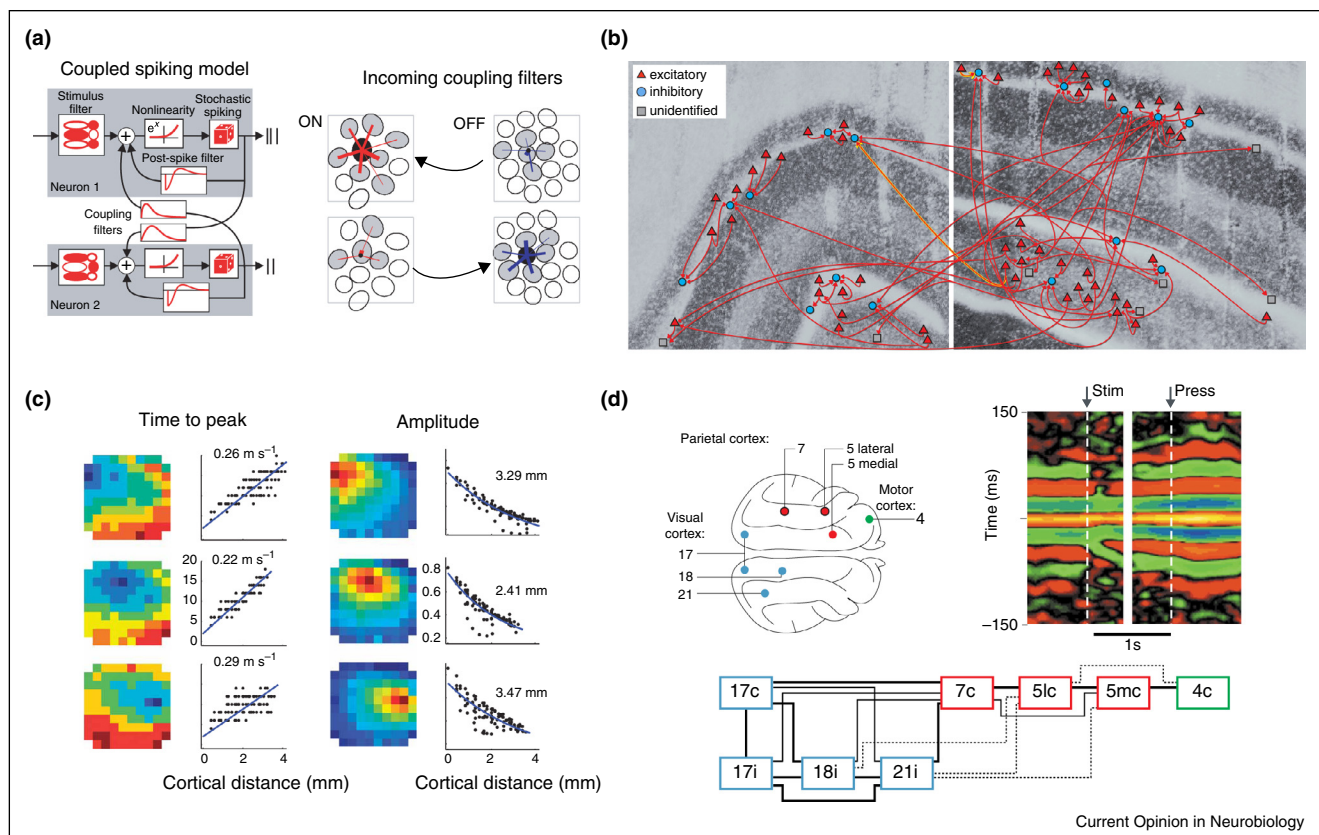 (a)
Coupled spiking model
Stimulus
filter
Nonlinearity
Stochastic
spiking
e^x
Post-spike filter
Neuron 1
Coupling
filters
Neuron 2
Incoming coupling filters
ON
OFF
(b)
excitatory
inhibitory
unidentified
(c)
Time to peak
Amplitude
0.26 m s⁻¹
3.29 mm
0.22 m s⁻¹
20
15
10
5
0
0.8
0.6
0.4
0.2
2.41 mm
0.29 m s⁻¹
3.47 mm
0 2 4
0 2 4
Cortical distance (mm)
Cortical distance (mm)
(d)
Parietal cortex:
7
5 lateral
5 medial
Motor
cortex:
4
Visual
cortex:
17
18
21
Stim
Press
150
Time (ms)
−150
1s
17c
7c
5lc
5mc
4c
17i
18i
21i
Current Opinion in Neurobiology